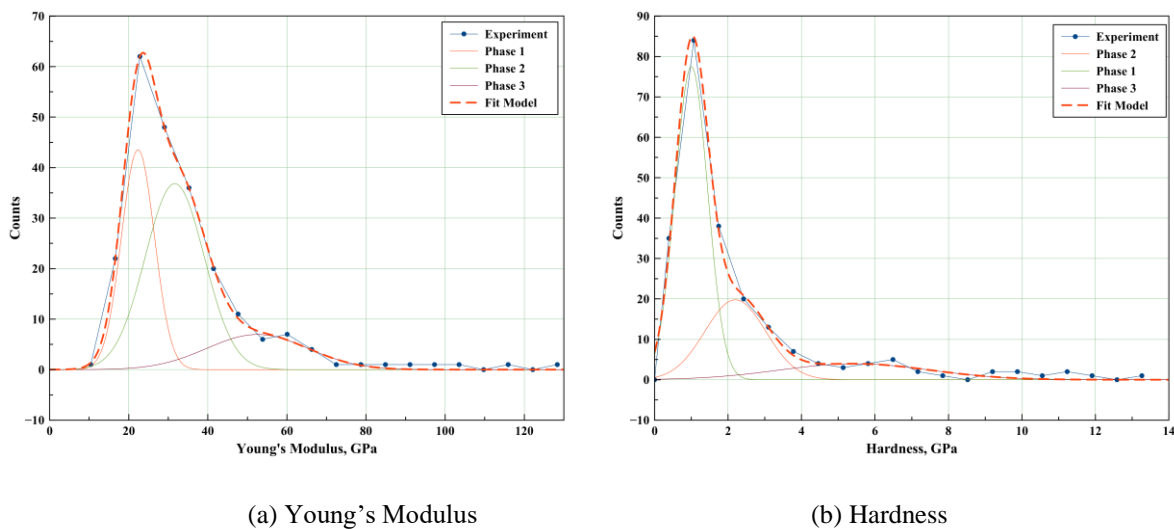 70
60
50
40
30
20
10
0
−10
Counts
0 20 40 60 80 100 120
Young's Modulus, GPa
Experiment
Phase 1
Phase 2
Phase 3
Fit Model
90
80
70
60
50
40
30
20
10
0
−10
Counts
0 2 4 6 8 10 12 14
Hardness, GPa
Experiment
Phase 2
Phase 1
Phase 3
Fit Model
(a) Young’s Modulus
(b) Hardness